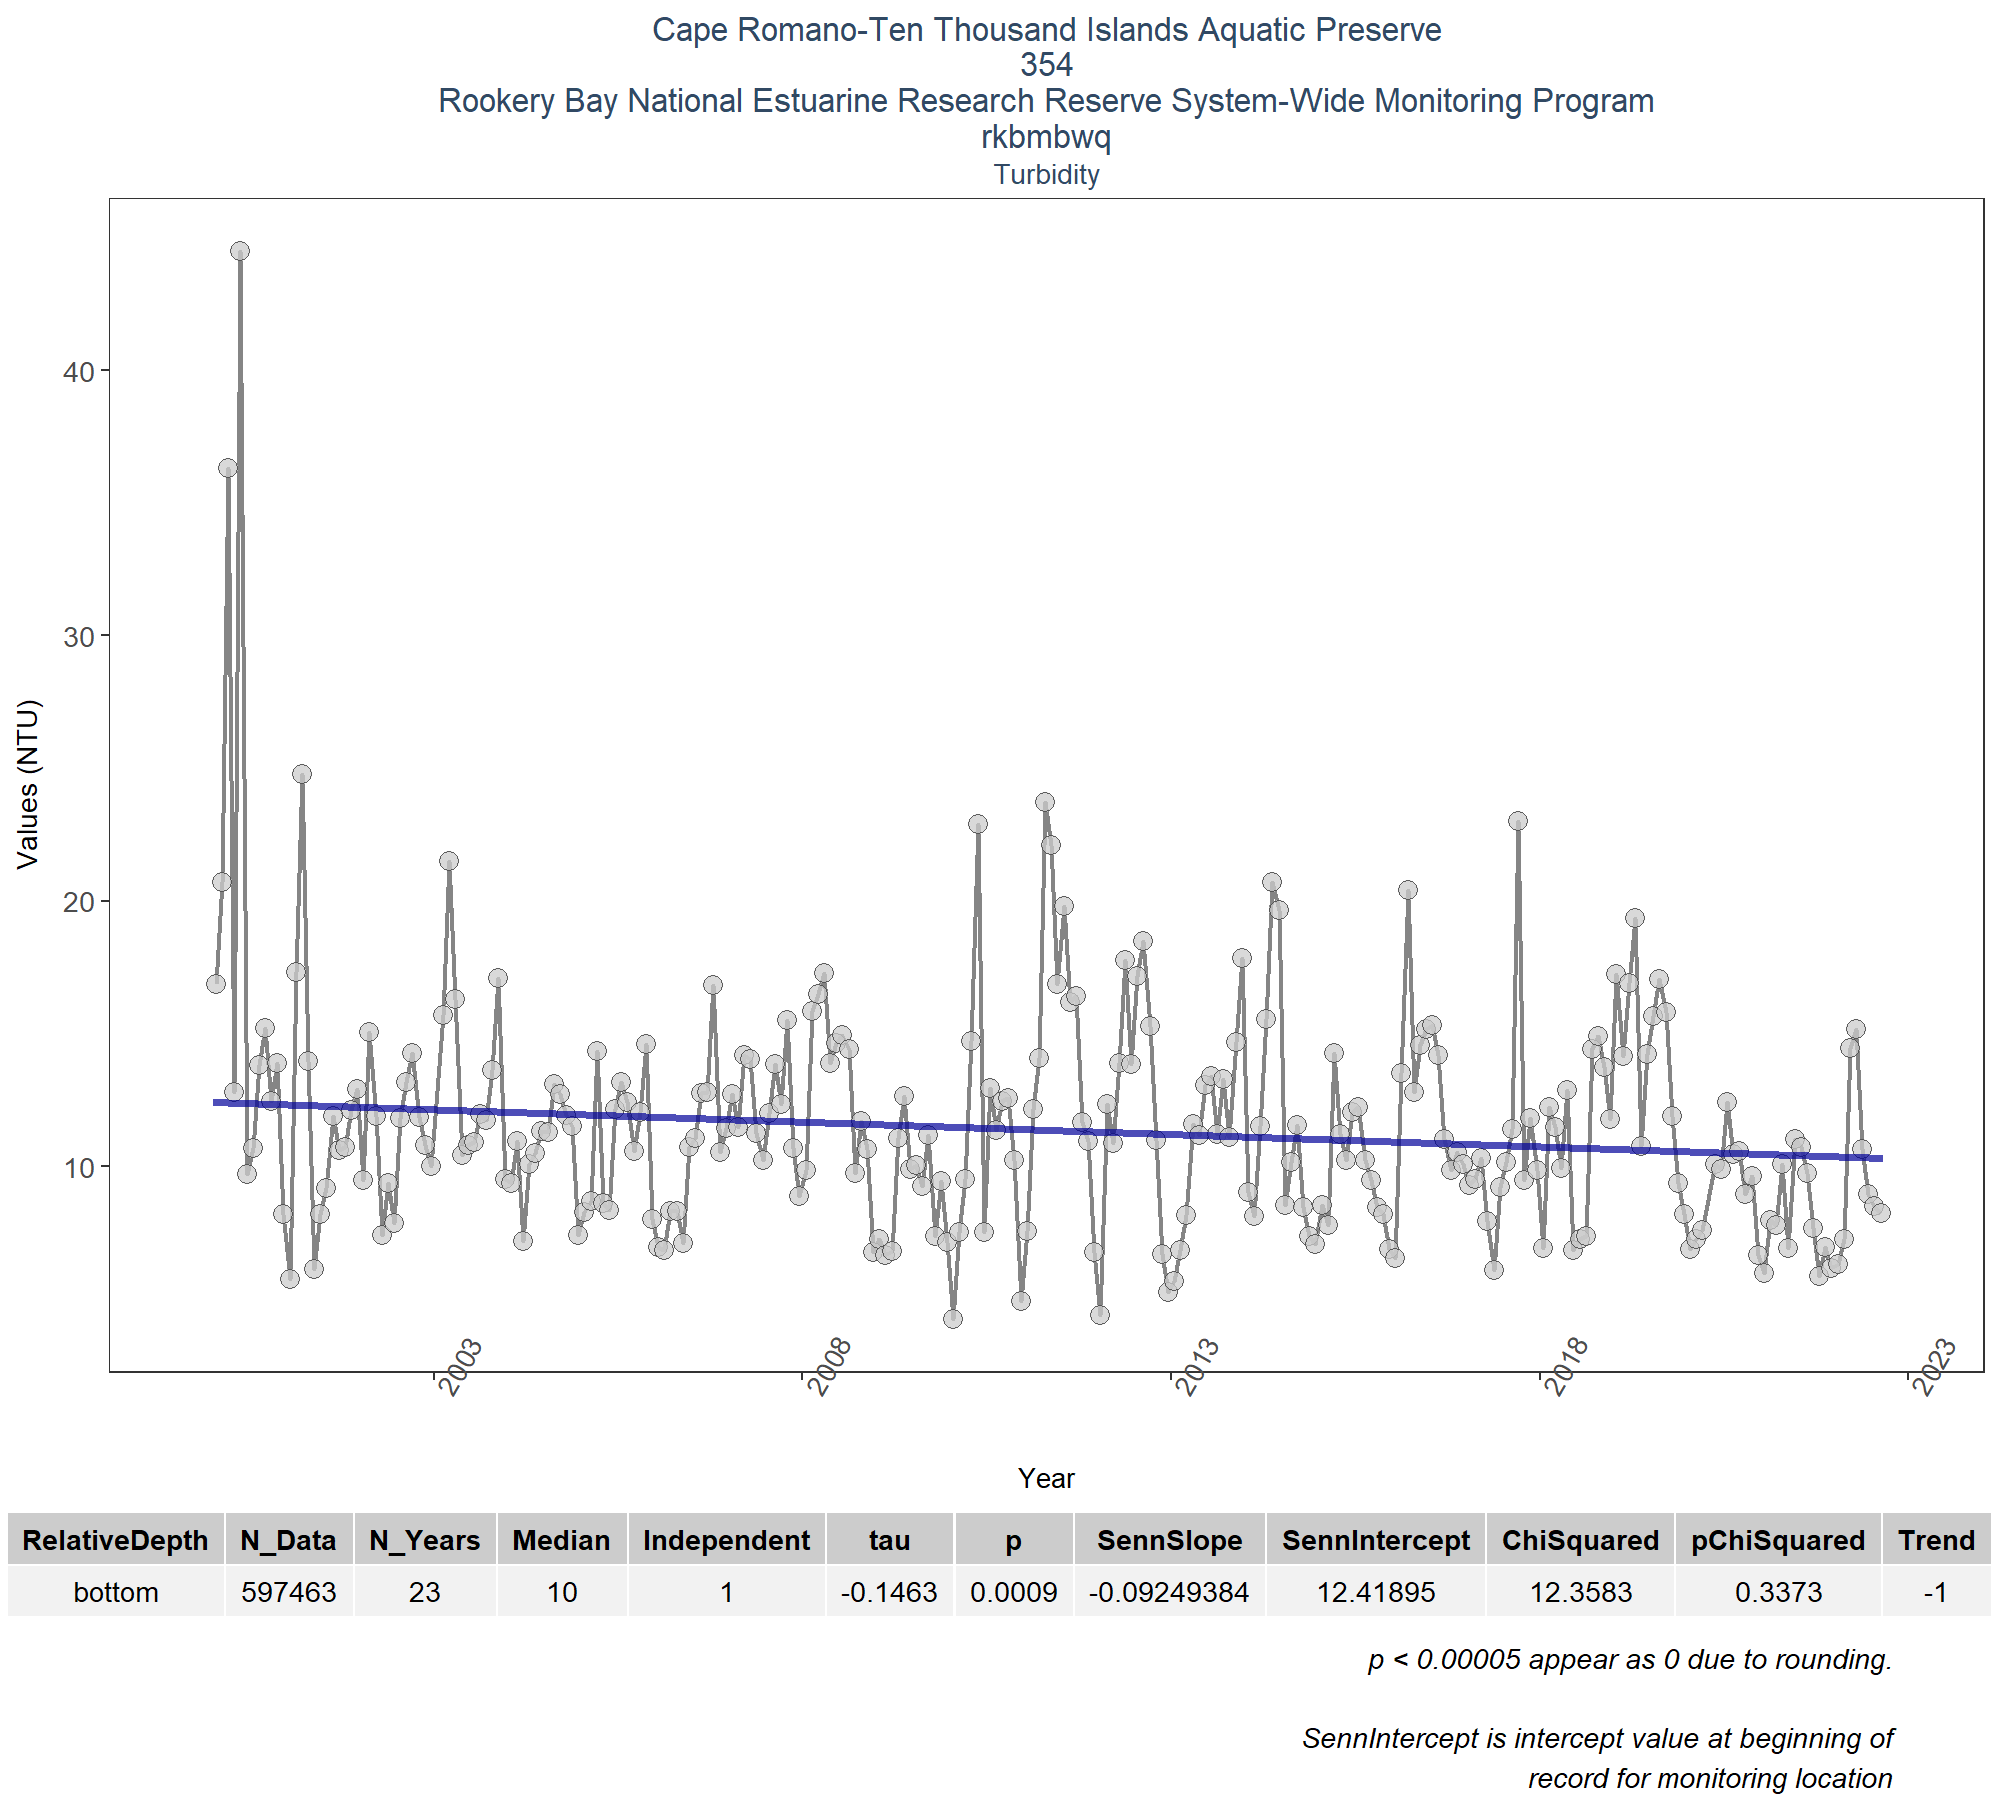 Cape Romano-Ten Thousand Islands Aquatic Preserve
354
Rookery Bay National Estuarine Research Reserve System-Wide Monitoring Program
rkbmbwq
Turbidity
40
30
20
10
Values (NTU)
2003
2008
2013
2018
2023
Year
RelativeDepth N_Data N_Years Median Independent tau p SennSlope SennIntercept ChiSquared pChiSquared Trend
bottom 597463 23 10 1 -0.1463 0.0009 -0.09249384 12.41895 12.3583 0.3373 -1
p < 0.00005 appear as 0 due to rounding.
SennIntercept is intercept value at beginning of
record for monitoring location